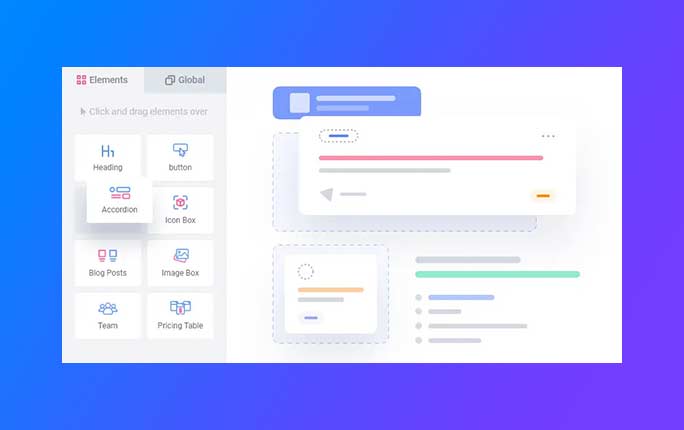 Elements
Global
Click and drag elements over
Heading
button
Accordion
Icon Box
Blog Posts
Image Box
Team
Pricing Table